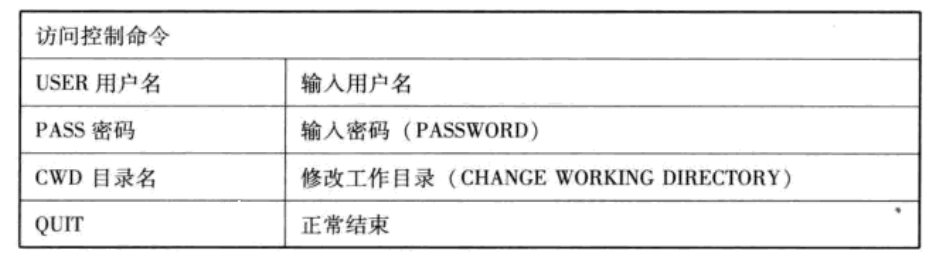 访问控制命令
USER 用户名 输入用户名
PASS 密码 输入密码（PASSWORD）
CWD 目录名 修改工作目录（CHANGE WORKING DIRECTORY）
QUIT 正常结束